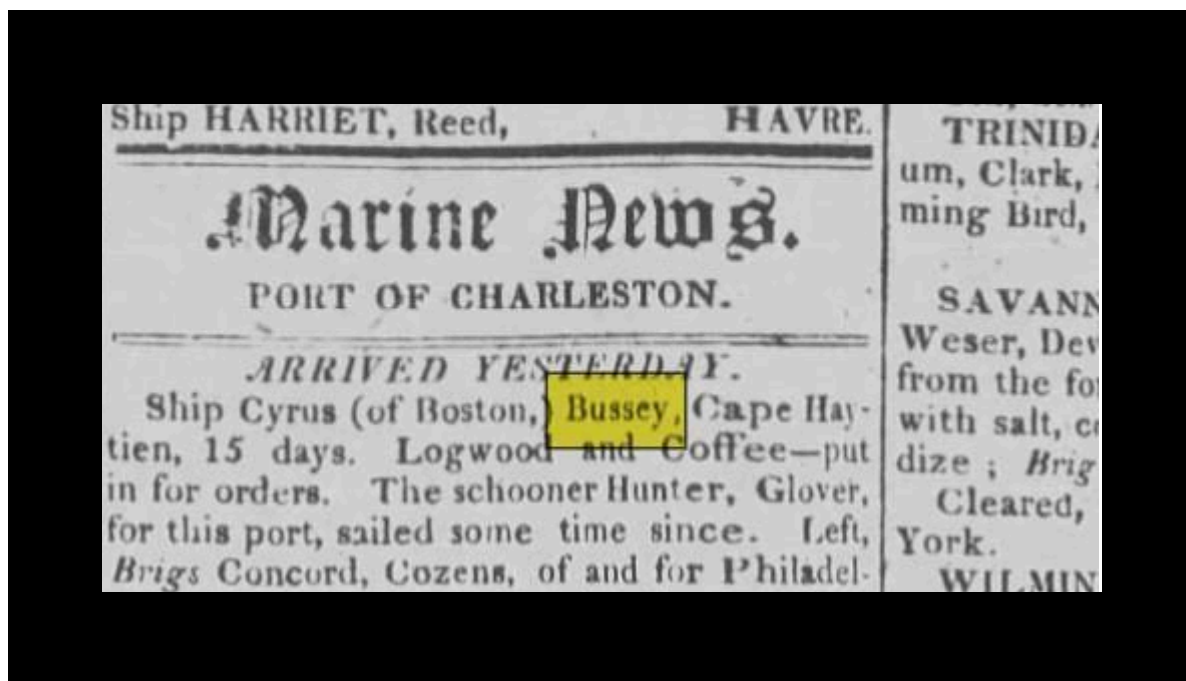 Ship HARRIET, Reed, HAVRE.
Marine News.
PORT OF CHARLESTON.
ARRIVED YESTERDAY.
Ship Cyrus (of Boston,) Bussey, Cape Hay-
tien, 15 days. Logwood and Coffee—put
in for orders. The schooner Hunter, Glover,
for this port, sailed some time since. Left,
Brigs Concord, Cozens, of and for Philadel-
TRINIDA
um, Clark,
ming Bird,
SAVANN
Weser, Dev
from the fo
with salt, c
dize ; Brig
Cleared,
York.
WILMIN